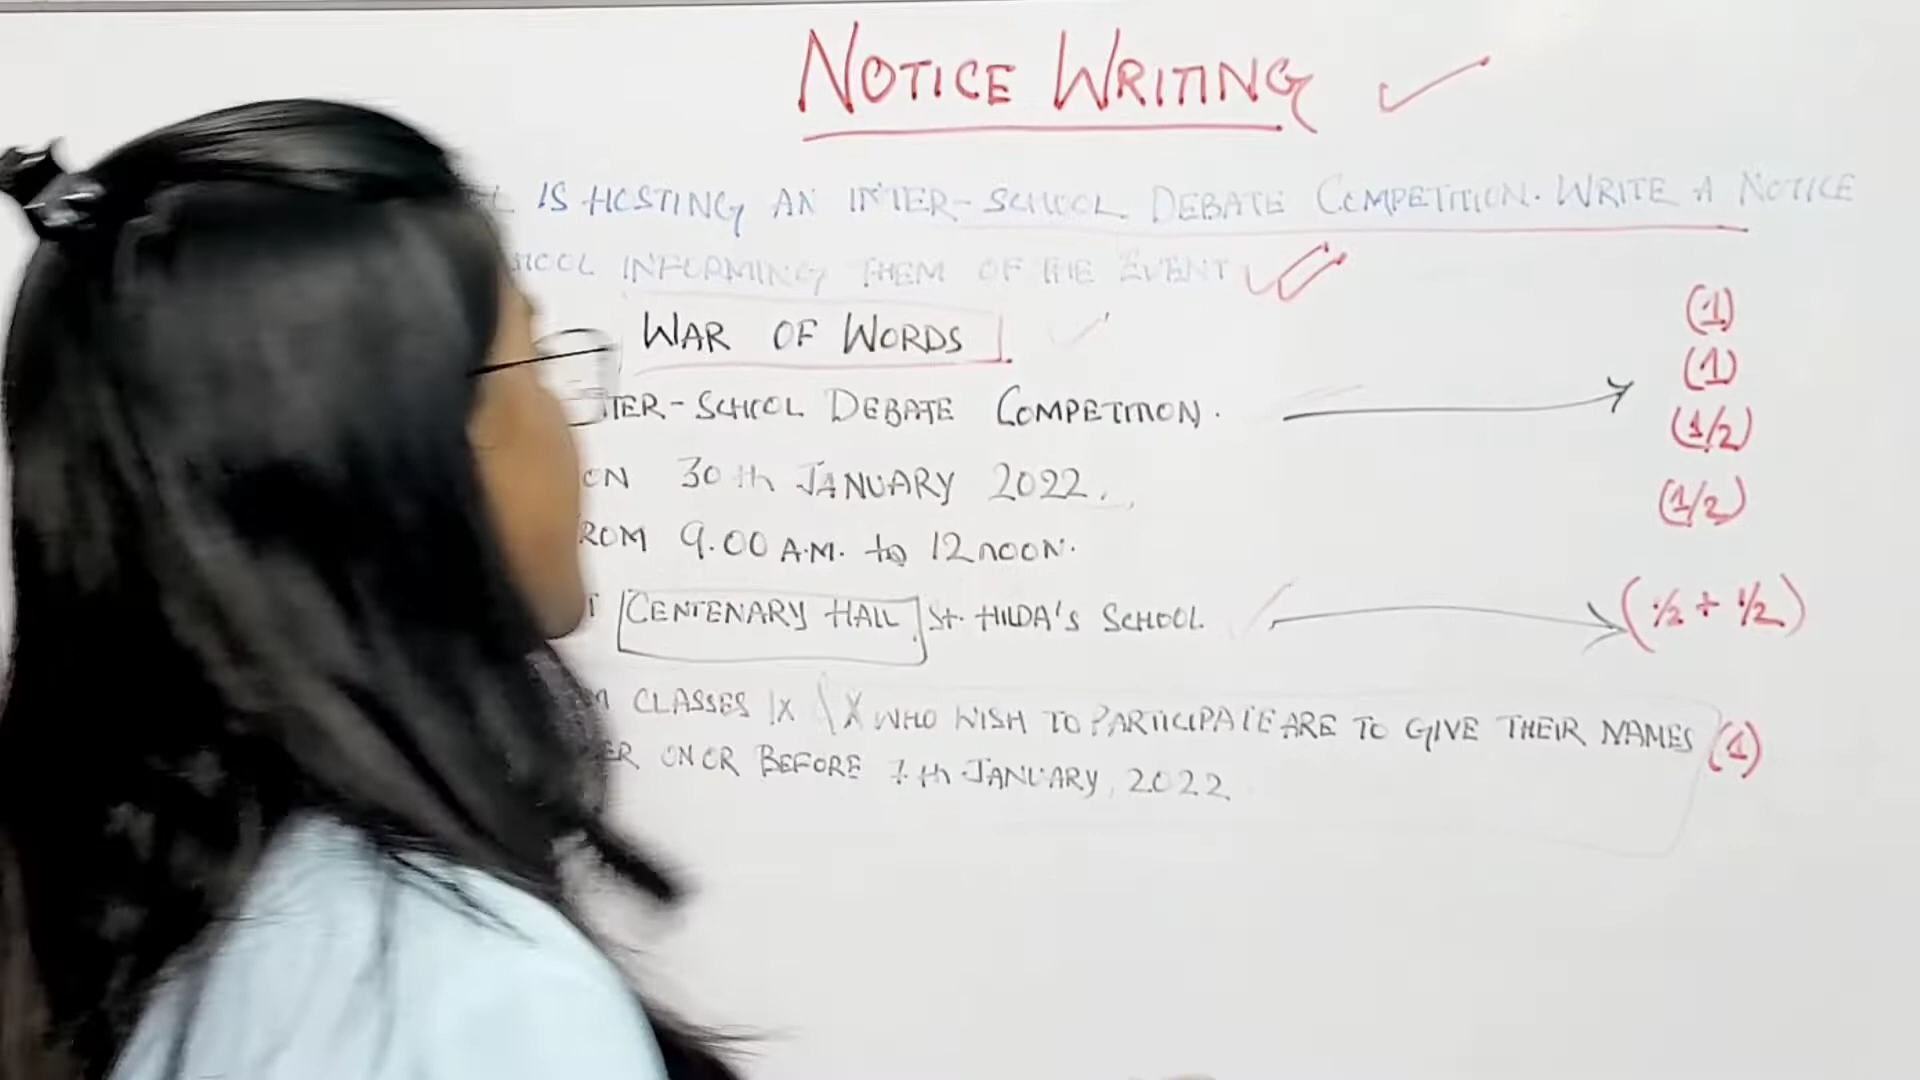 NOTICE WRITING
IS HOSTING AN INTER-SCHOOL DEBATE COMPETITION. WRITE A NOTICE
INFORMING THEM OF THE EVENT
WAR OF WORDS
(1)
TER-SCHOOL DEBATE COMPETITION.
(1)
(1/2)
ON 30th JANUARY 2022.
(1/2)
ROM 9.00 A.M. to 12 NOON.
CENTENARY HALL St. HILDA'S SCHOOL. (1/2 + 1/2)
CLASSES IX \ X WHO WISH TO PARTICIPATE ARE TO GIVE THEIR NAMES (1)
ER ON OR BEFORE 7th JANUARY, 2022.